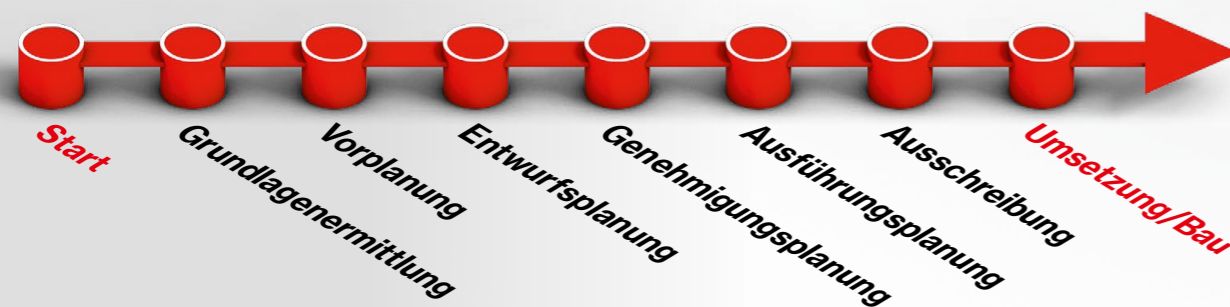 Start
Grundlagenermittlung
Vorplanung
Entwurfsplanung
Genehmigungsplanung
Ausführungsplanung
Ausschreibung
Umsetzung/Bau